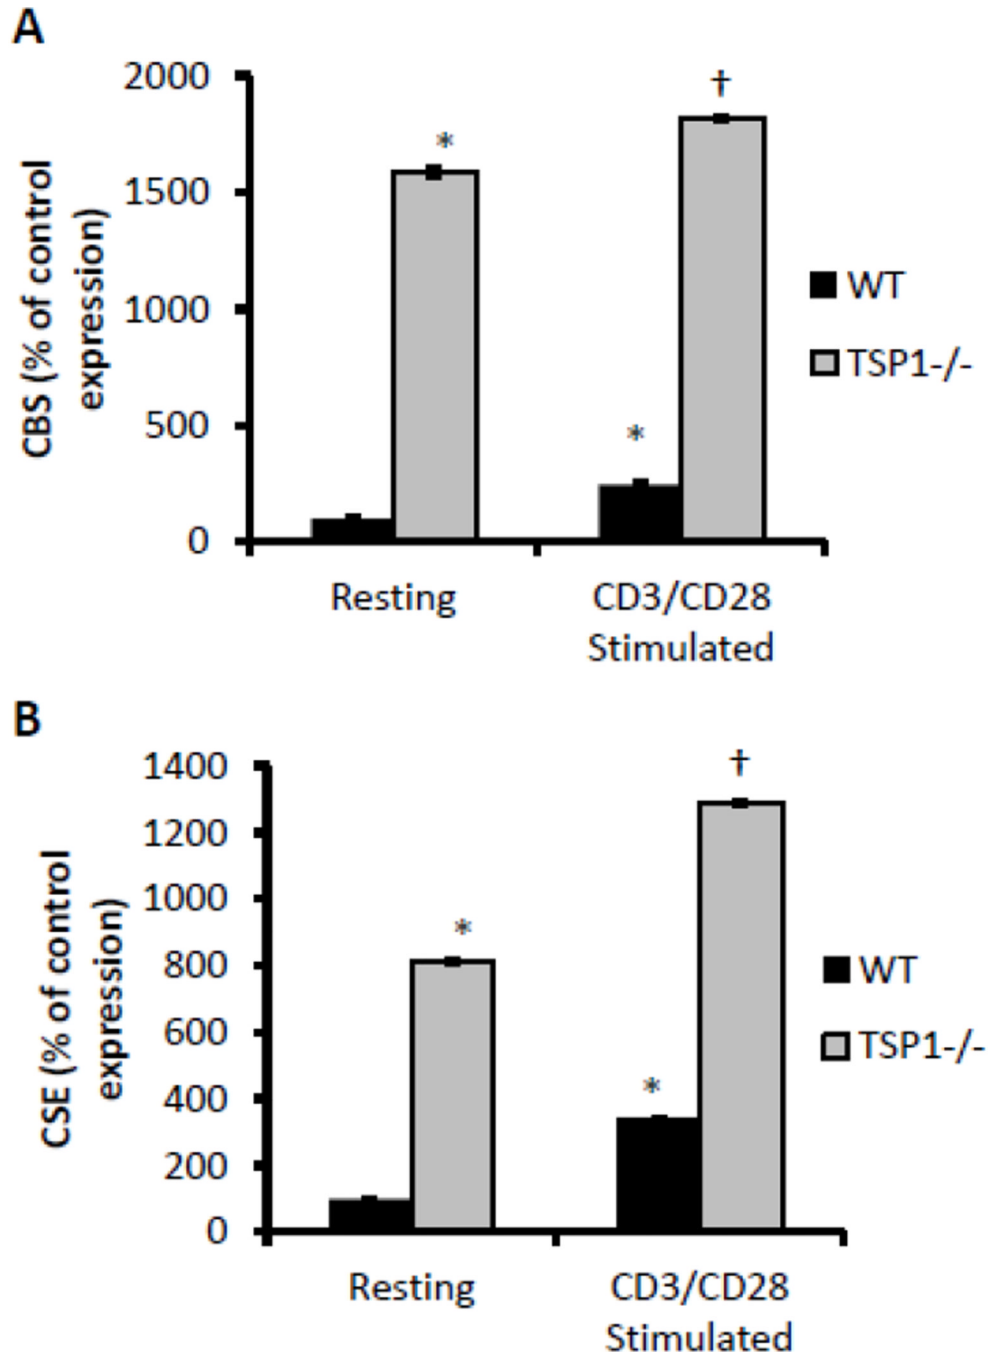 A
CBS (% of control
expression)
2000
1500
1000
500
0
*
†
*
WT
TSP1-/-
Resting
CD3/CD28
Stimulated
B
CSE (% of control
expression)
1400
1200
1000
800
600
400
200
0
†
*
*
WT
TSP1-/-
Resting
CD3/CD28
Stimulated